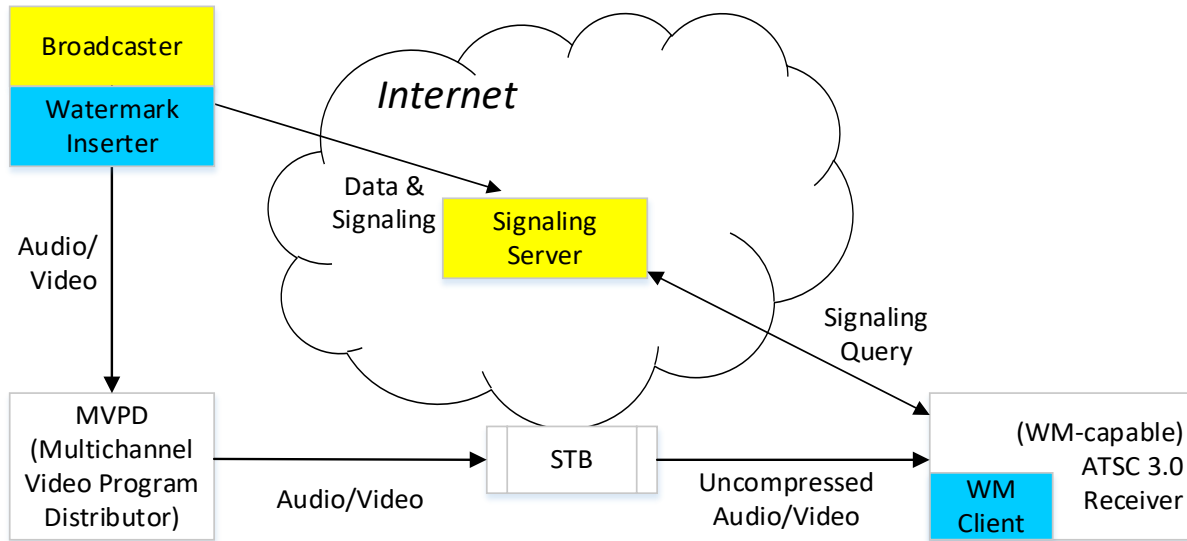 Broadcaster
Watermark
Inserter
Internet
Data &
Signaling
Signaling
Server
Audio/
Video
Signaling
Query
MVPD
(Multichannel
Video Program
Distributor)
Audio/Video
STB
Uncompressed
Audio/Video
(WM-capable)
ATSC 3.0
Receiver
WM
Client